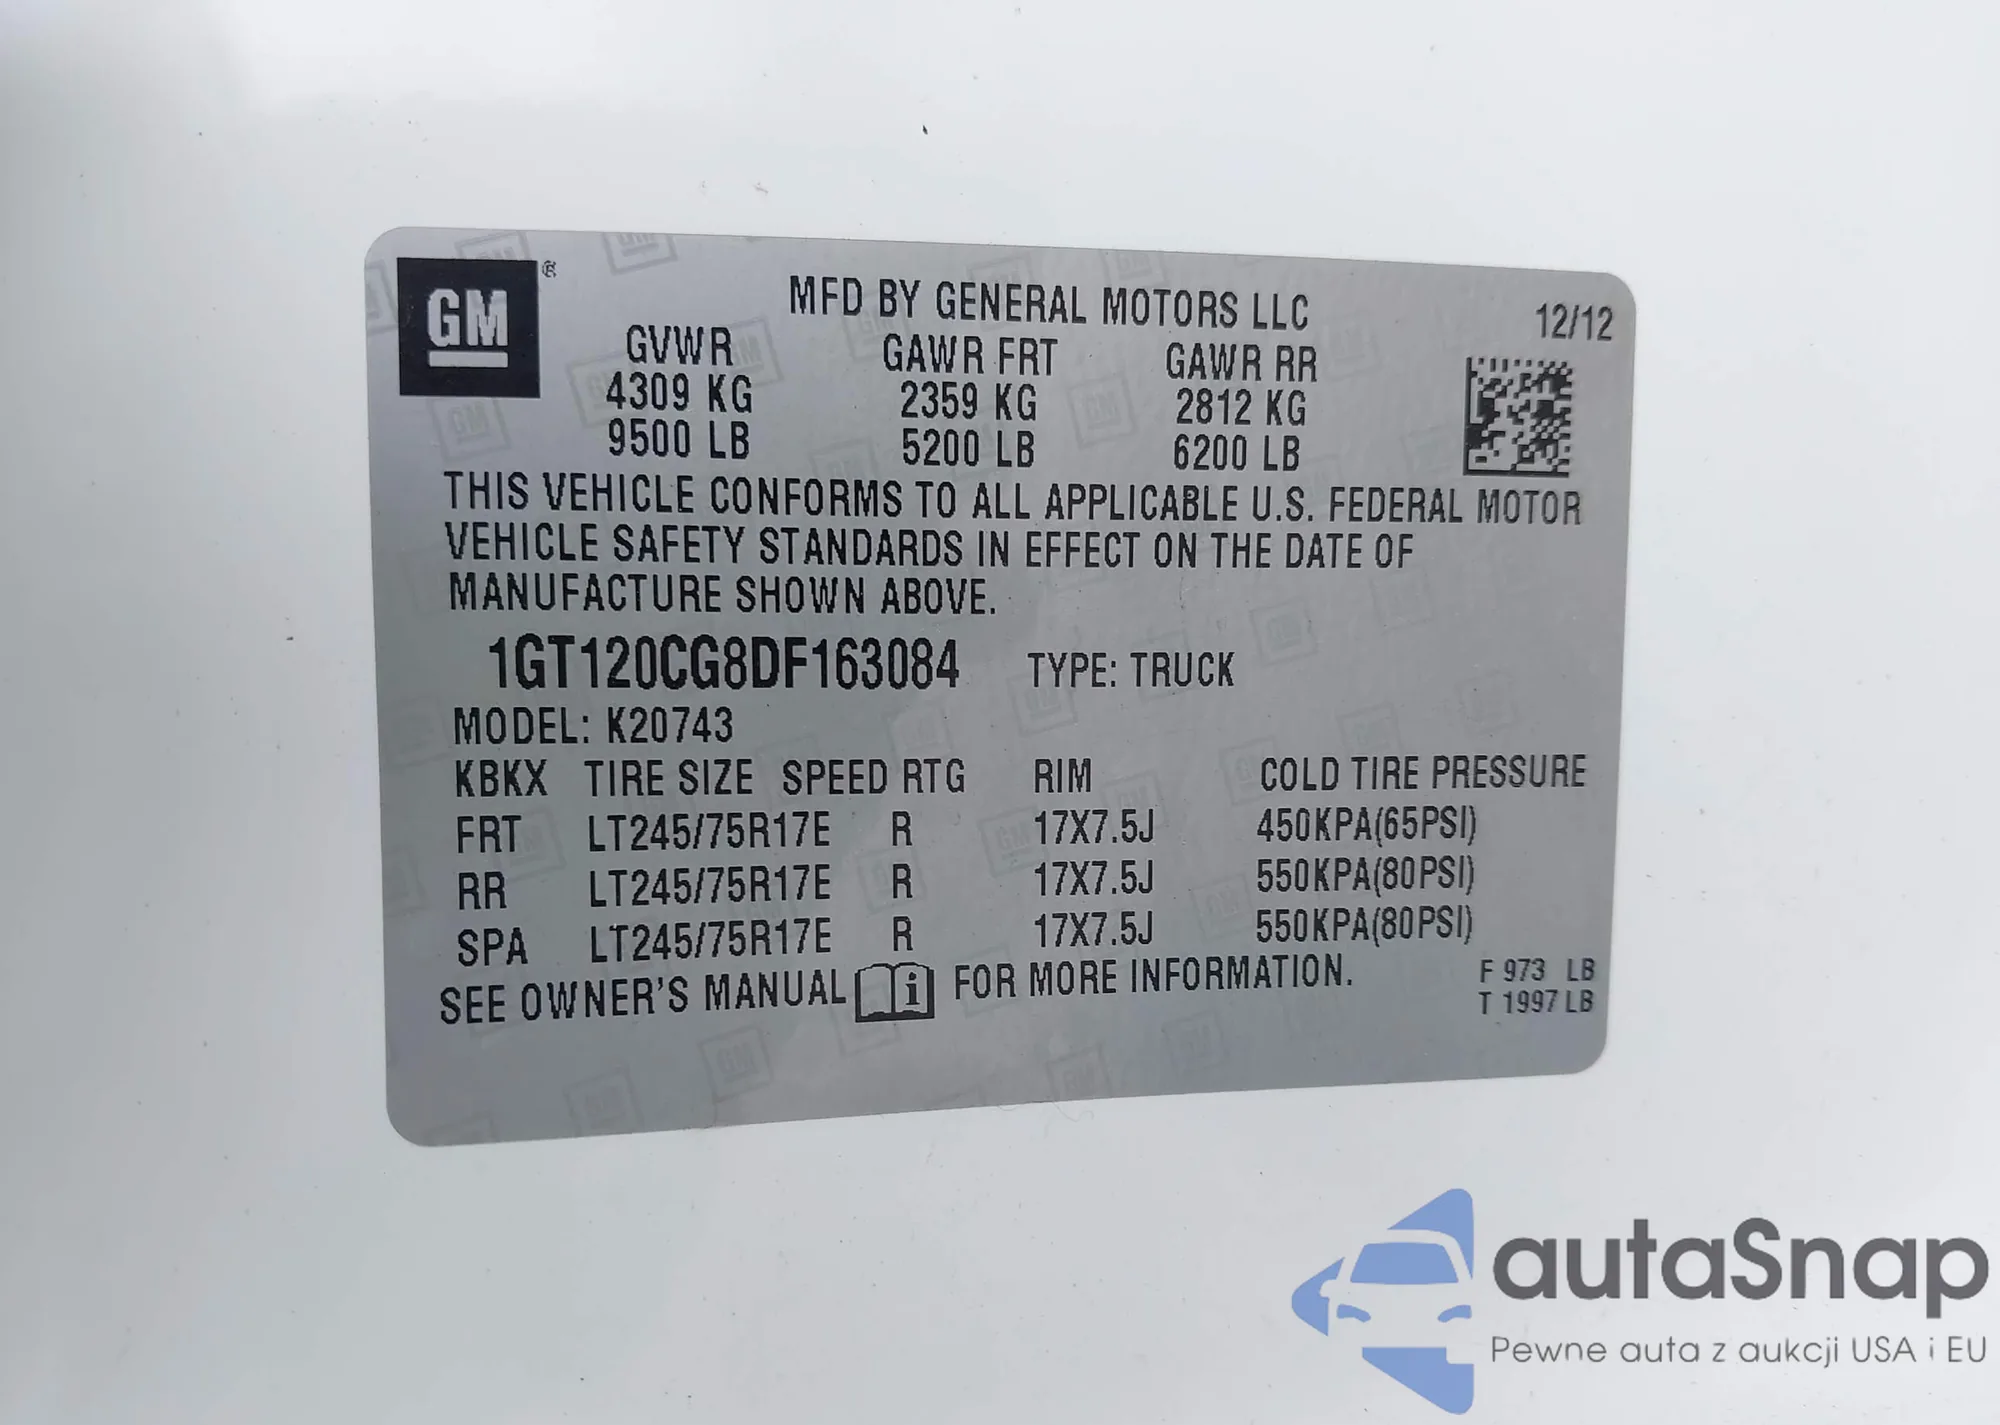 GM ®
MFD BY GENERAL MOTORS LLC
12/12
GVWR GAWR FRT GAWR RR
4309 KG 2359 KG 2812 KG
9500 LB 5200 LB 6200 LB
THIS VEHICLE CONFORMS TO ALL APPLICABLE U.S. FEDERAL MOTOR
VEHICLE SAFETY STANDARDS IN EFFECT ON THE DATE OF
MANUFACTURE SHOWN ABOVE.
1GT120CG8DF163084 TYPE: TRUCK
MODEL: K20743
KBKX TIRE SIZE SPEED RTG RIM COLD TIRE PRESSURE
FRT LT245/75R17E R 17X7.5J 450KPA(65PSI)
RR LT245/75R17E R 17X7.5J 550KPA(80PSI)
SPA LT245/75R17E R 17X7.5J 550KPA(80PSI)
SEE OWNER'S MANUAL i FOR MORE INFORMATION.
F 973 LB
T 1997 LB
autaSnap
Pewne auta z aukcji USA i EU